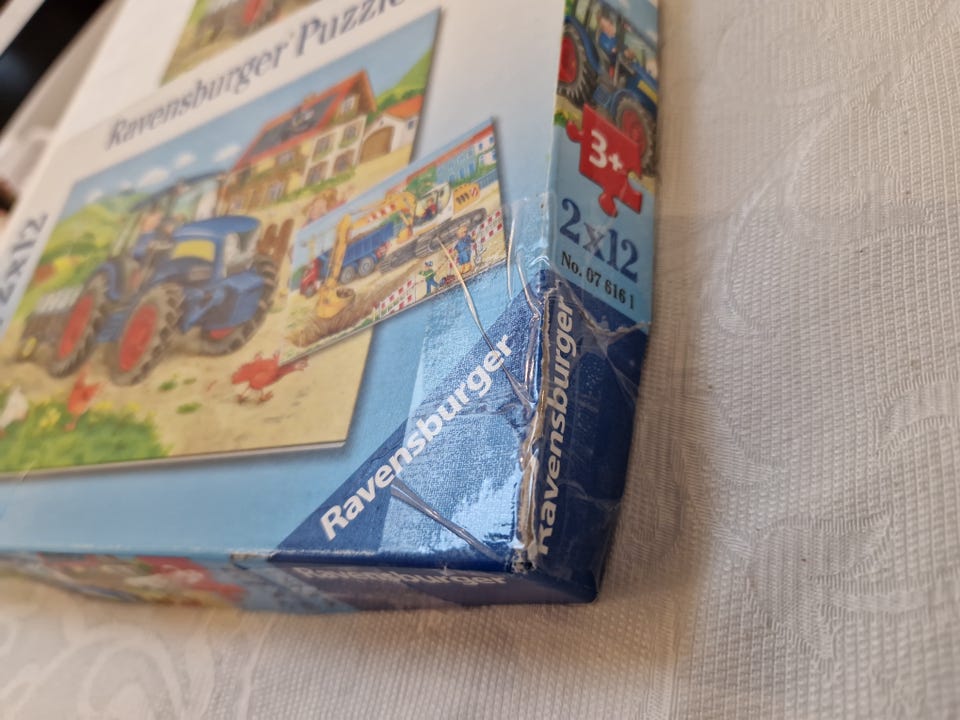 Ravensburger Puzzle
2x12
3+
2x12
No. 07 616 1
Ravensburger
Ravensburger
Ravensburger